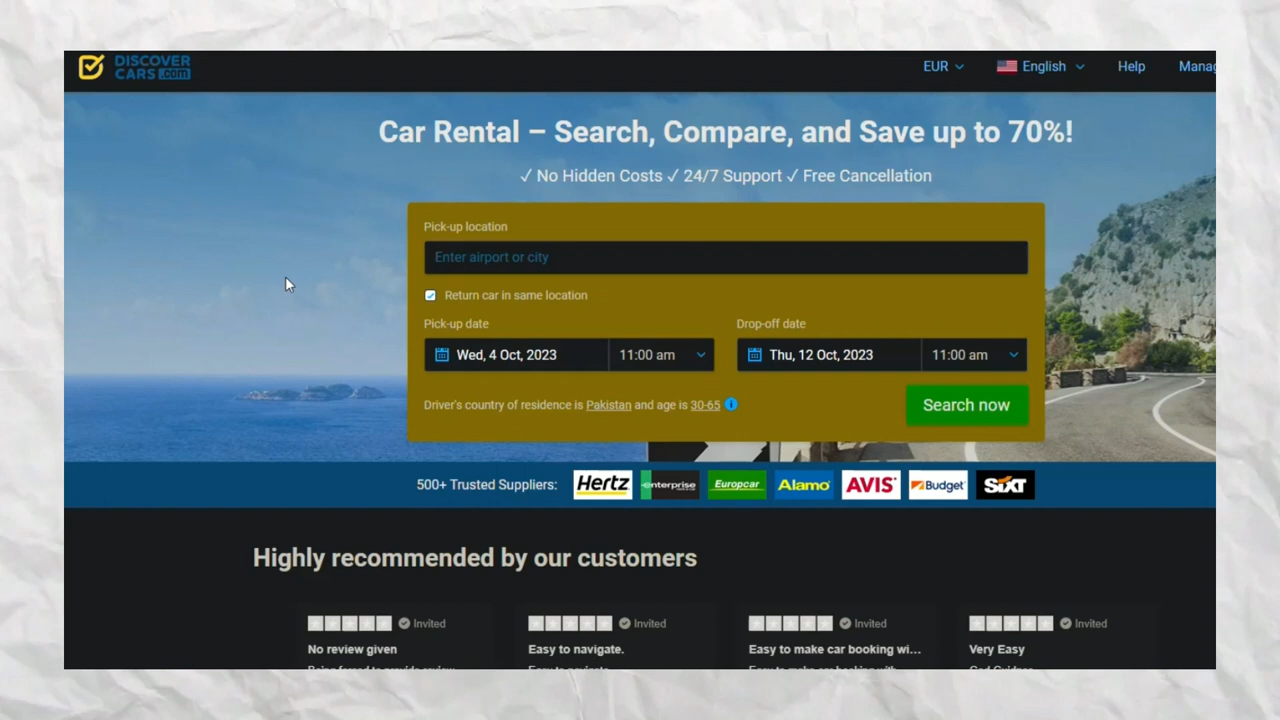 DISCOVER
CARS.com
EUR
English
Help
Manag
Car Rental – Search, Compare, and Save up to 70%!
✓ No Hidden Costs ✓ 24/7 Support ✓ Free Cancellation
Pick-up location
Enter airport or city
Return car in same location
Pick-up date
Drop-off date
Wed, 4 Oct, 2023
11:00 am
Thu, 12 Oct, 2023
11:00 am
Driver's country of residence is Pakistan and age is 30-65
Search now
500+ Trusted Suppliers:
Hertz
enterprise
Europcar
Alamo
AVIS
Budget
SIXT
Highly recommended by our customers
Invited
Invited
Invited
Invited
No review given
Easy to navigate.
Easy to make car booking wi...
Very Easy